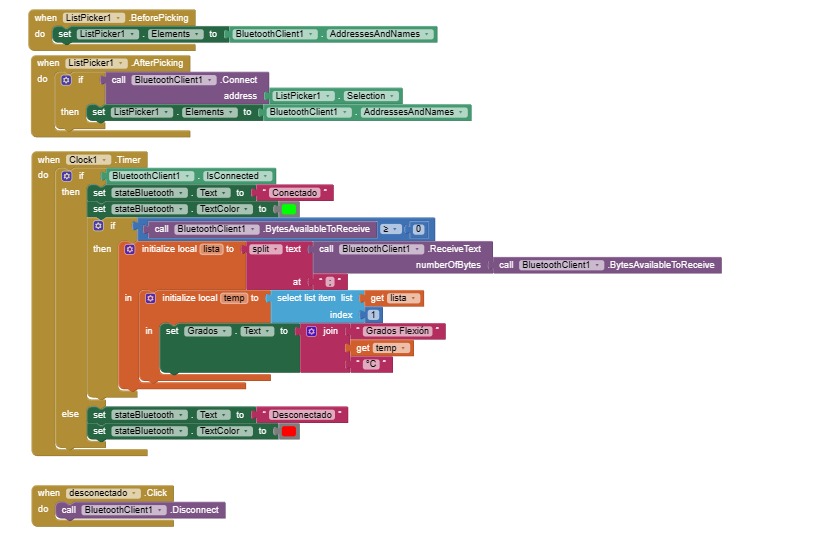 when ListPicker1 .BeforePicking
do set ListPicker1 . Elements to BluetoothClient1 . AddressesAndNames
when ListPicker1 .AfterPicking
do if call BluetoothClient1 .Connect
address ListPicker1 . Selection
then set ListPicker1 . Elements to BluetoothClient1 . AddressesAndNames
when Clock1 .Timer
do if BluetoothClient1 . IsConnected
then set stateBluetooth . Text to " Conectado "
set stateBluetooth . TextColor to
if call BluetoothClient1 .BytesAvailableToReceive ≥ 0
then initialize local lista to split text call BluetoothClient1 .ReceiveText
numberOfBytes call BluetoothClient1 .BytesAvailableToReceive
at " : "
in initialize local temp to select list item list get lista
index 1
in set Grados . Text to join " Grados Flexión "
get temp
" °C "
else set stateBluetooth . Text to " Desconectado "
set stateBluetooth . TextColor to
when desconectado .Click
do call BluetoothClient1 .Disconnect